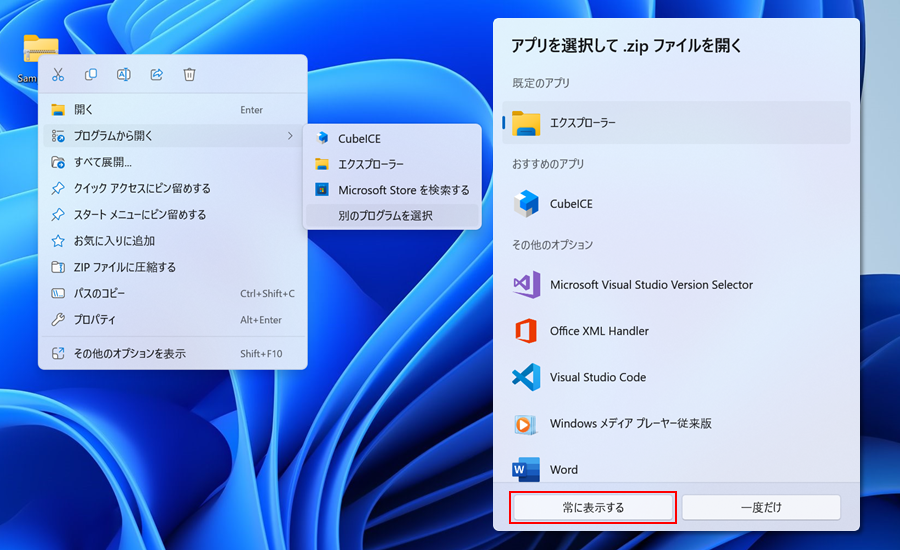 Sam
開く Enter
プログラムから開く
すべて展開...
クイック アクセスにピン留めする
スタート メニューにピン留めする
お気に入りに追加
ZIP ファイルに圧縮する
パスのコピー Ctrl+Shift+C
プロパティ Alt+Enter
その他のオプションを表示 Shift+F10
CubeICE
エクスプローラー
Microsoft Store を検索する
別のプログラムを選択
アプリを選択して .zip ファイルを開く
既定のアプリ
エクスプローラー
おすすめのアプリ
CubeICE
その他のオプション
Microsoft Visual Studio Version Selector
Office XML Handler
Visual Studio Code
Windows メディア プレーヤー従来版
Word
常に表示する
一度だけ